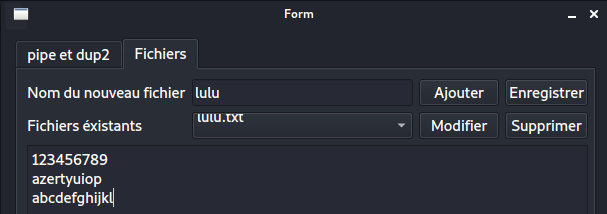 Form
pipe et dup2 Fichiers
Nom du nouveau fichier lulu Ajouter Enregistrer
Fichiers éxistants lulu.txt Modifier Supprimer
123456789
azertyuiop
abcdefghijkl